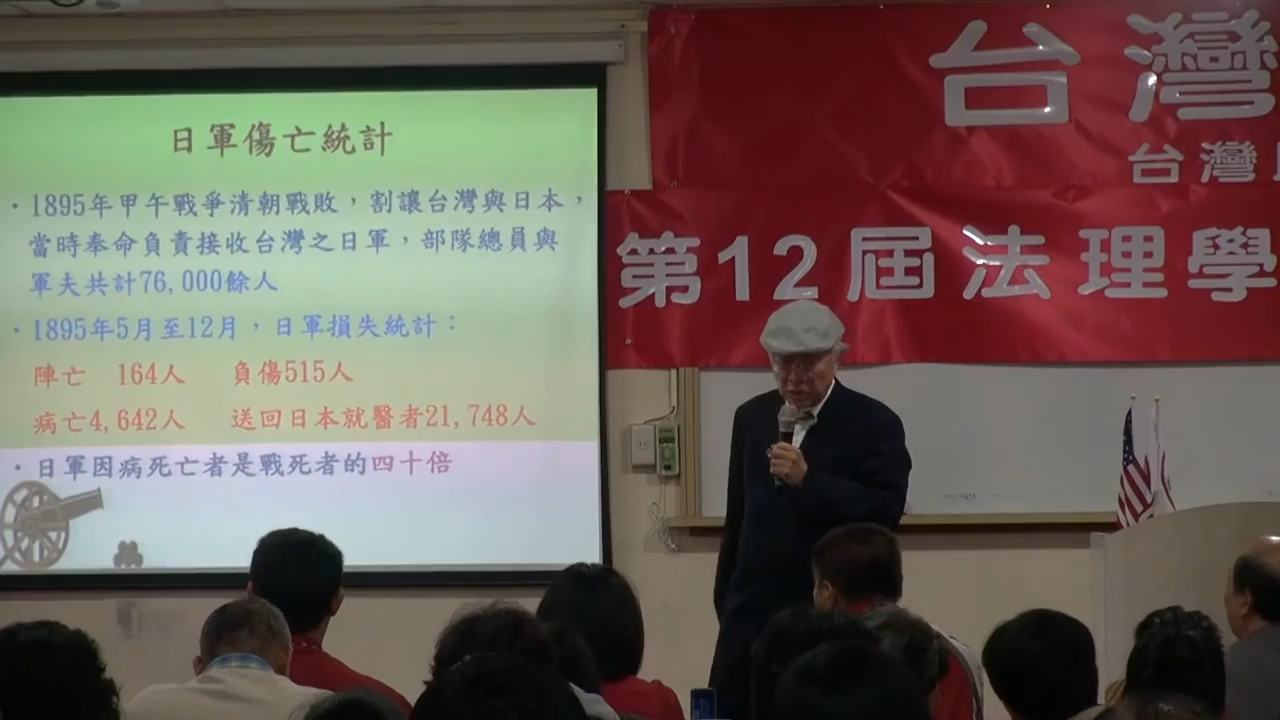 日軍傷亡統計
・1895年甲午戰爭清朝戰敗，割讓台灣與日本，
當時奉命負責接收台灣之日軍，部隊總員與
軍夫共計76,000餘人
・1895年5月至12月，日軍損失統計：
陣亡 164人 負傷515人
病亡4,642人 送回日本就醫者21,748人
・日軍因病死亡者是戰死者的四十倍
台灣
台灣
第12屆法理學